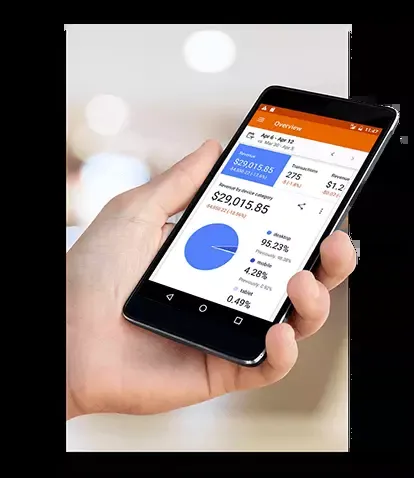 11:47
Overview
Apr 6 - Apr 12
vs. Mar 30 - Apr 5
Revenue
$29,015.85
Transactions
275
Revenue
$1.2
Revenue by device category
$29,015.85
desktop
95.23%
mobile
4.28%
tablet
0.49%